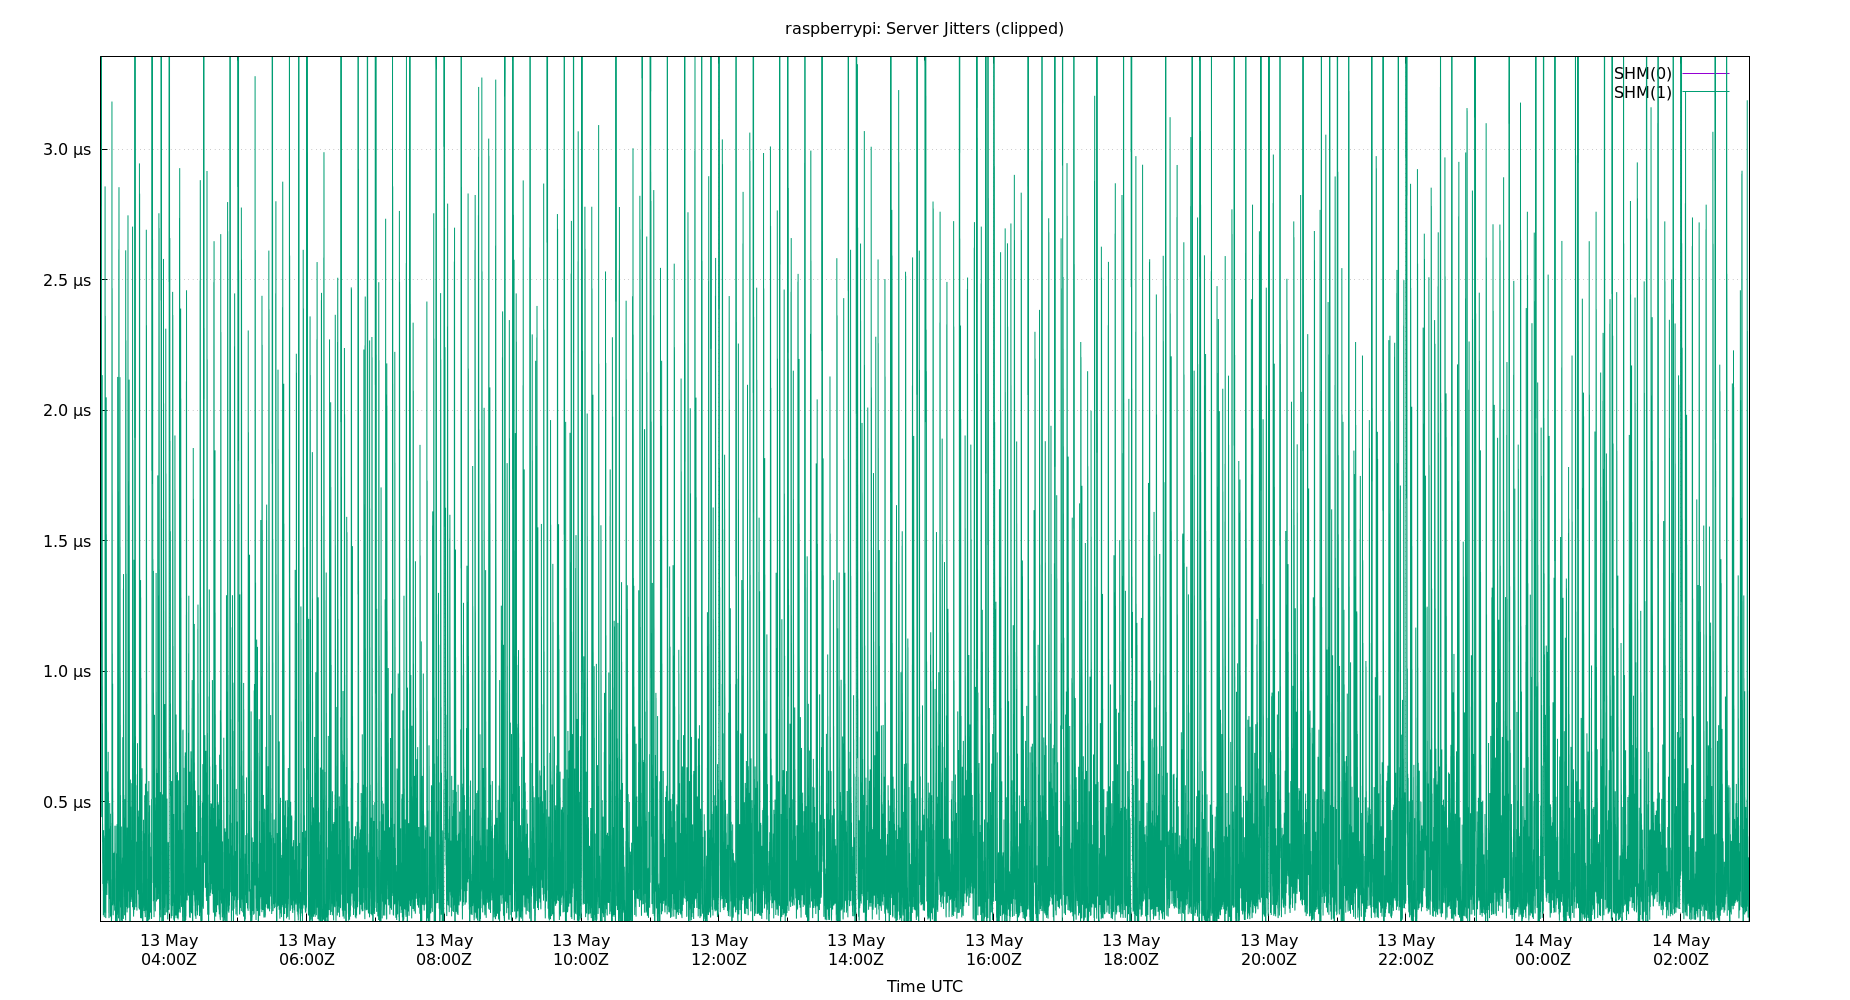 raspberrypi: Server Jitters (clipped)
SHM(0)
SHM(1)
3.0 µs
2.5 µs
2.0 µs
1.5 µs
1.0 µs
0.5 µs
13 May 13 May 13 May 13 May 13 May 13 May 13 May 13 May 13 May 13 May 14 May 14 May
04:00Z 06:00Z 08:00Z 10:00Z 12:00Z 14:00Z 16:00Z 18:00Z 20:00Z 22:00Z 00:00Z 02:00Z
Time UTC